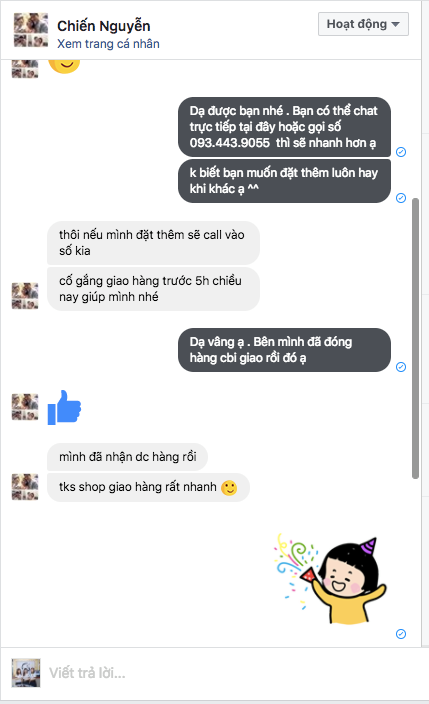 Chiến Nguyễn
Xem trang cá nhân
Hoạt động
Dạ được bạn nhé . Bạn có thể chat
trực tiếp tại đây hoặc gọi số
093.443.9055 thì sẽ nhanh hơn ạ
k biết bạn muốn đặt thêm luôn hay
khi khác ạ ^^
thôi nếu mình đặt thêm sẽ call vào
số kia
cố gắng giao hàng trước 5h chiều
nay giúp mình nhé
Dạ vâng ạ . Bên mình đã đóng
hàng cbi giao rồi đó ạ
mình đã nhận dc hàng rồi
tks shop giao hàng rất nhanh 🙂
Viết trả lời...